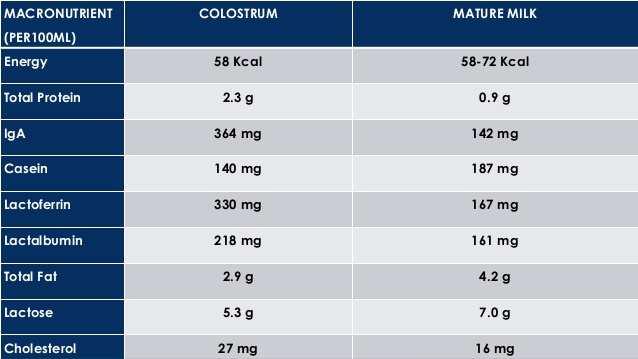 MACRONUTRIENT COLOSTRUM MATURE MILK
(PER100ML)
Energy 58 Kcal 58-72 Kcal
Total Protein 2.3 g 0.9 g
IgA 364 mg 142 mg
Casein 140 mg 187 mg
Lactoferrin 330 mg 167 mg
Lactalbumin 218 mg 161 mg
Total Fat 2.9 g 4.2 g
Lactose 5.3 g 7.0 g
Cholesterol 27 mg 16 mg